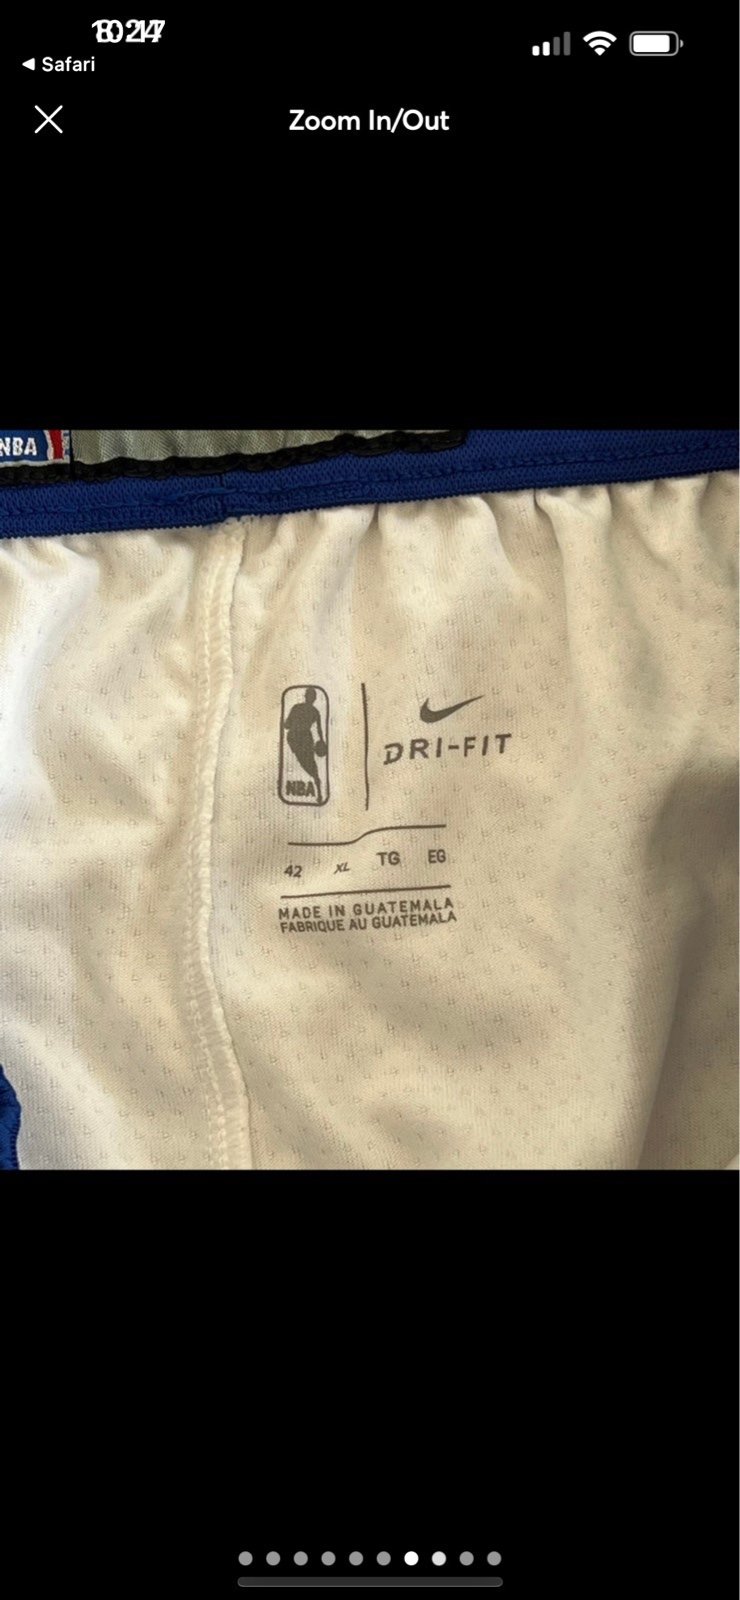 Safari
Zoom In/Out
NBA
NBA
DRI-FIT
42 XL TG EG
MADE IN GUATEMALA
FABRIQUE AU GUATEMALA